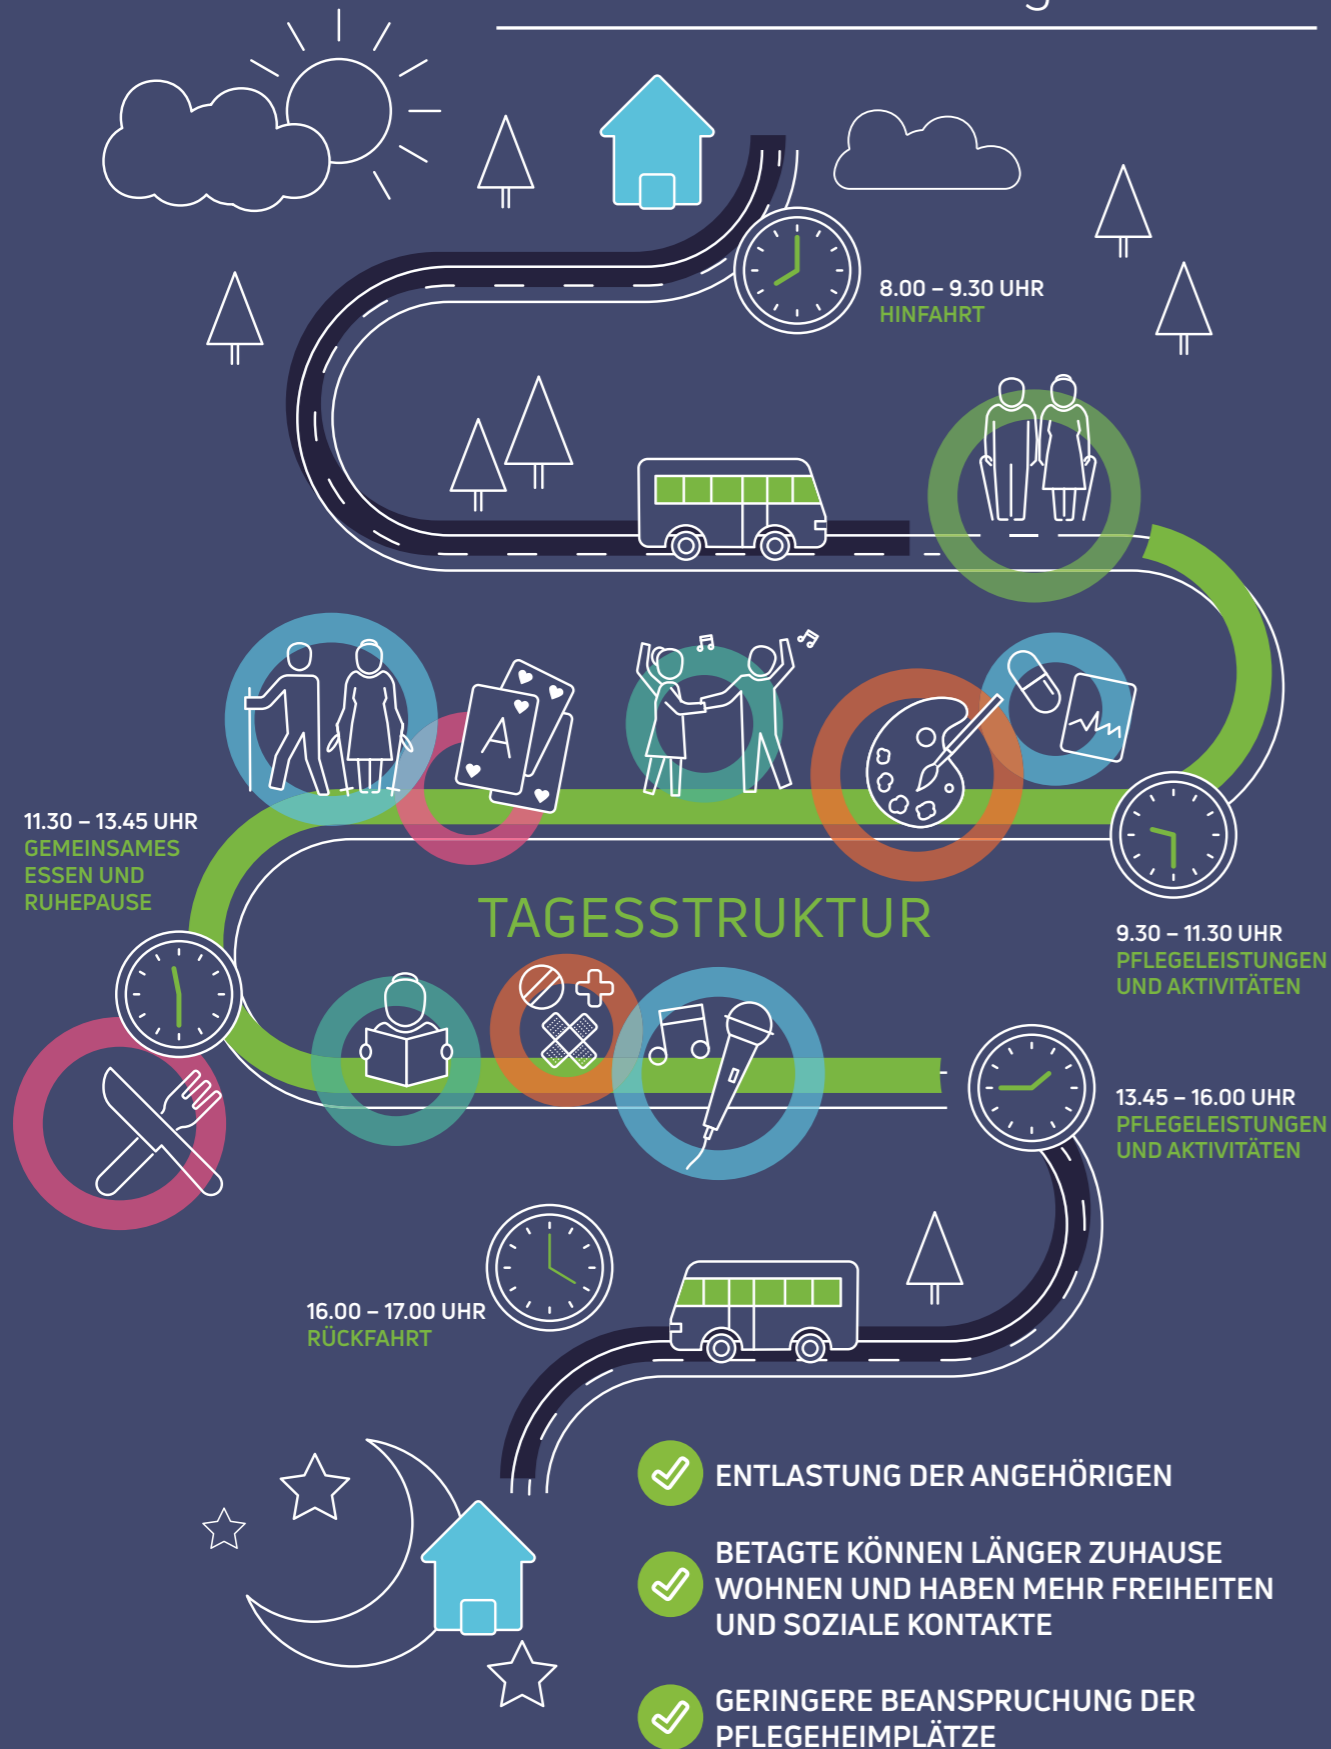 8.00 – 9.30 UHR
HINFAHRT
A
11.30 – 13.45 UHR
GEMEINSAMES
ESSEN UND
RUHEPAUSE
TAGESSTRUKTUR
9.30 – 11.30 UHR
PFLEGELEISTUNGEN
UND AKTIVITÄTEN
13.45 – 16.00 UHR
PFLEGELEISTUNGEN
UND AKTIVITÄTEN
16.00 – 17.00 UHR
RÜCKFAHRT
ENTLASTUNG DER ANGEHÖRIGEN
BETAGTE KÖNNEN LÄNGER ZUHAUSE
WOHNEN UND HABEN MEHR FREIHEITEN
UND SOZIALE KONTAKTE
GERINGERE BEANSPRUCHUNG DER
PFLEGEHEIMPLÄTZE